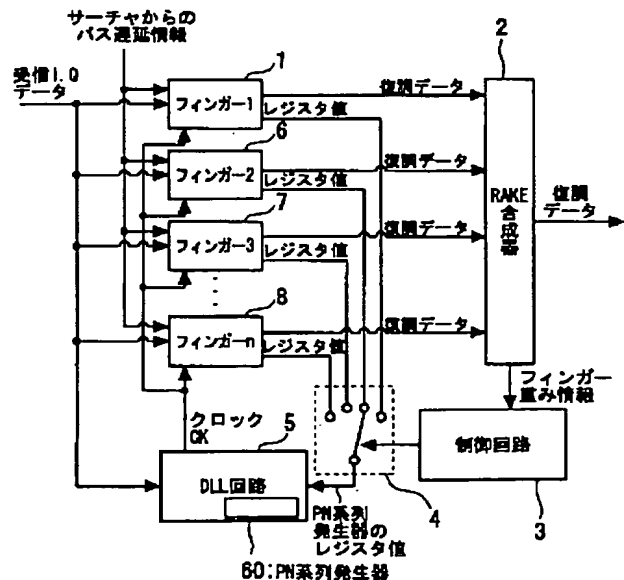 サーチャからの
パス遅延情報
受信I.Q
データ
1
フィンガー1
復調データ
レジスタ値
2
6
フィンガー2
復調データ
レジスタ値
RAKE
合成器
復調
データ
7
フィンガー3
復調データ
レジスタ値
8
フィンガーn
復調データ
レジスタ値
フィンガー
重み情報
クロック
CK
5
DLL回路
制御回路
4
3
PN系列
発生器の
レジスタ値
60:PN系列発生器